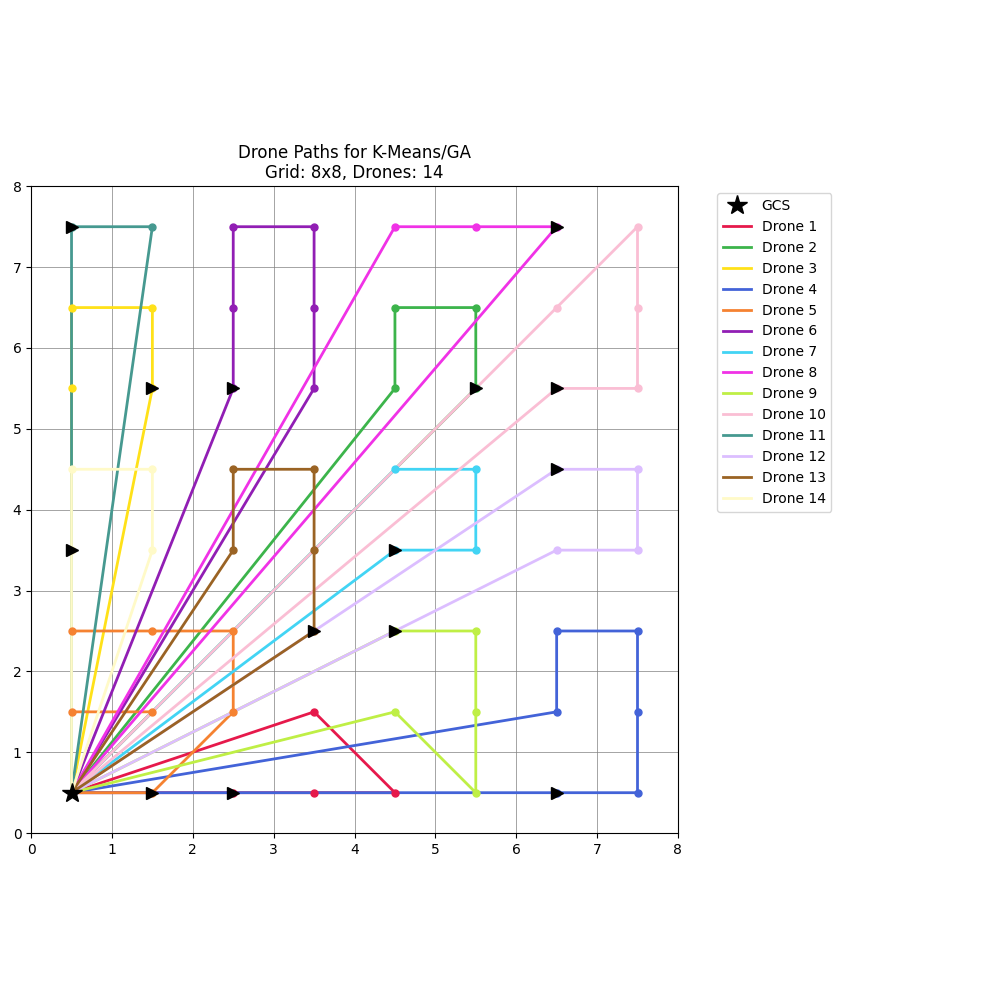 Drone Paths for K-Means/GA
Grid: 8x8, Drones: 14
8
7
6
5
4
3
2
1
0
0 1 2 3 4 5 6 7 8
GCS
Drone 1
Drone 2
Drone 3
Drone 4
Drone 5
Drone 6
Drone 7
Drone 8
Drone 9
Drone 10
Drone 11
Drone 12
Drone 13
Drone 14